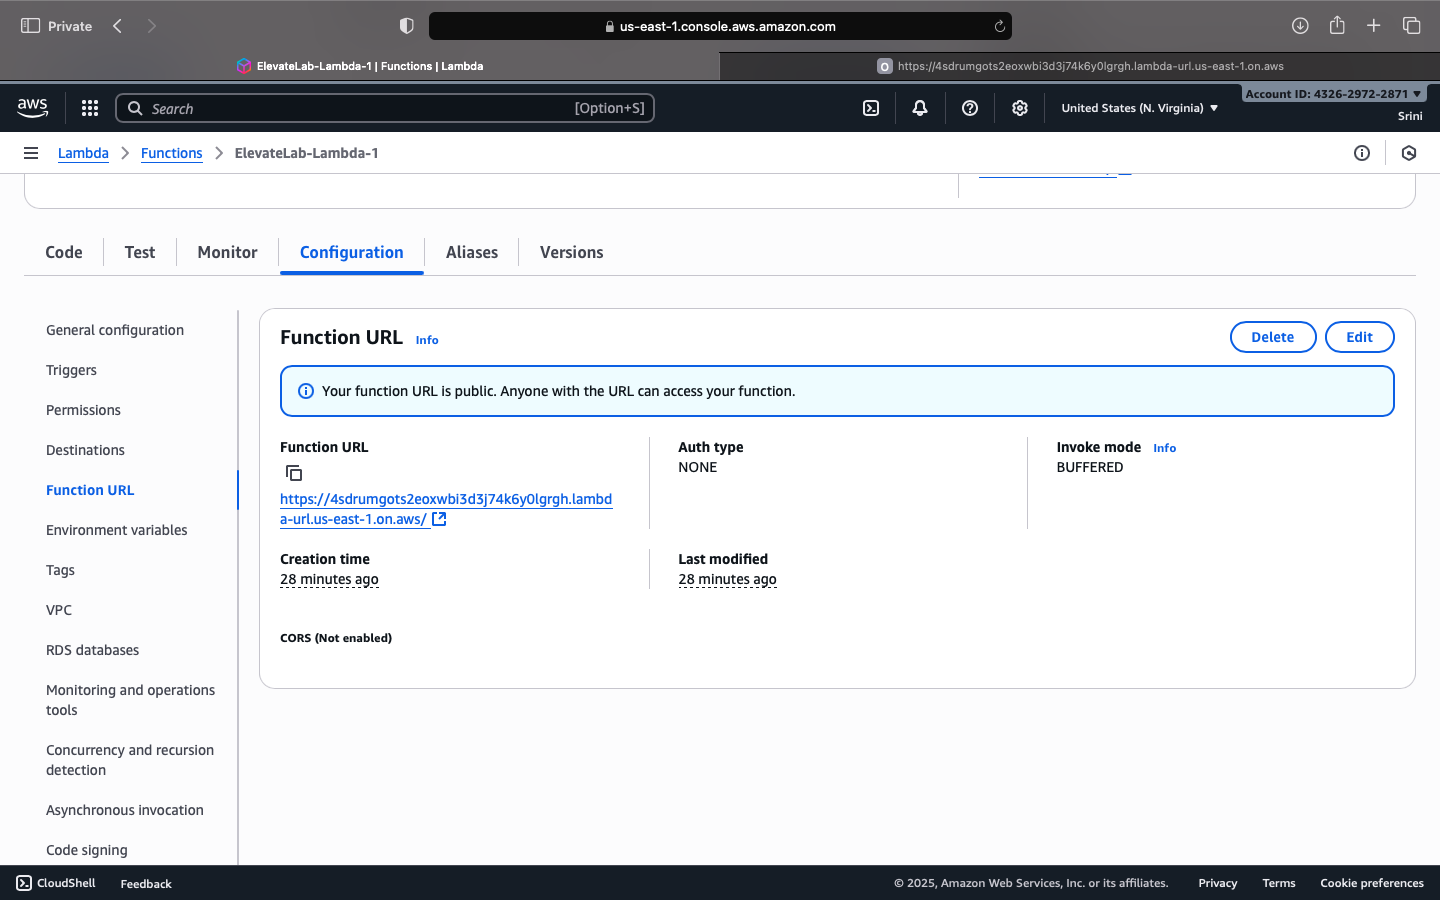 Private
us-east-1.console.aws.amazon.com
ElevateLab-Lambda-1 | Functions | Lambda
O https://4sdrumgots2eoxwbi3d3j74k6y0lgrgh.lambda-url.us-east-1.on.aws
aws
Search
[Option+S]
United States (N. Virginia)
Account ID: 4326-2972-2871
Srini
Lambda
Functions
ElevateLab-Lambda-1
Code
Test
Monitor
Configuration
Aliases
Versions
General configuration
Triggers
Permissions
Destinations
Function URL
Environment variables
Tags
VPC
RDS databases
Monitoring and operations
tools
Concurrency and recursion
detection
Asynchronous invocation
Code signing
Function URL Info
Delete
Edit
Your function URL is public. Anyone with the URL can access your function.
Function URL
https://4sdrumgots2eoxwbi3d3j74k6y0lgrgh.lambd
a-url.us-east-1.on.aws/
Auth type
NONE
Invoke mode Info
BUFFERED
Creation time
28 minutes ago
Last modified
28 minutes ago
CORS (Not enabled)
CloudShell
Feedback
© 2025, Amazon Web Services, Inc. or its affiliates.
Privacy
Terms
Cookie preferences